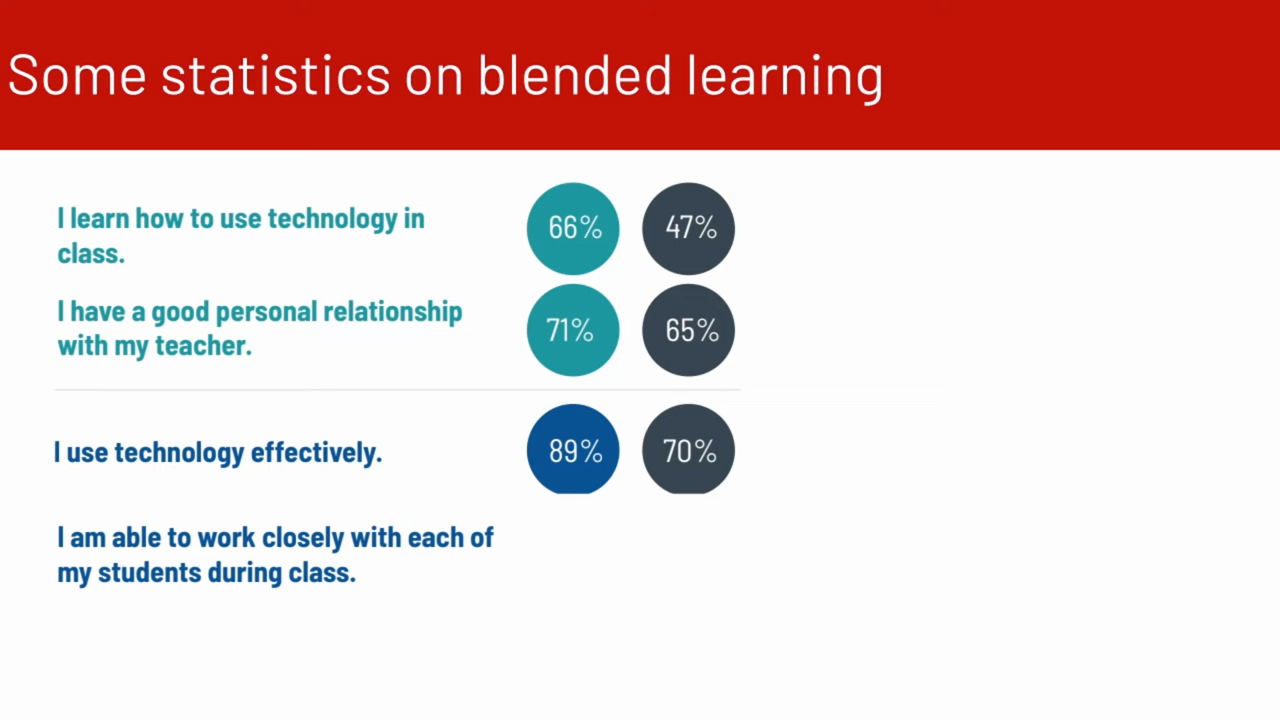 Some statistics on blended learning
I learn how to use technology in
class.
66% 47%
I have a good personal relationship
with my teacher.
71% 65%
I use technology effectively.
89% 70%
I am able to work closely with each of
my students during class.